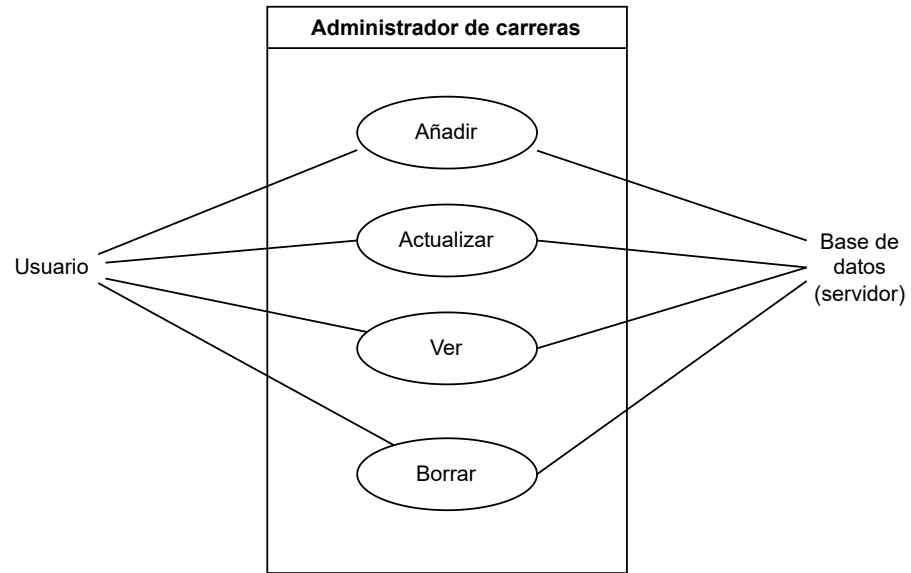 Administrador de carreras
Añadir
Actualizar
Usuario
Base de
datos
(servidor)
Ver
Borrar